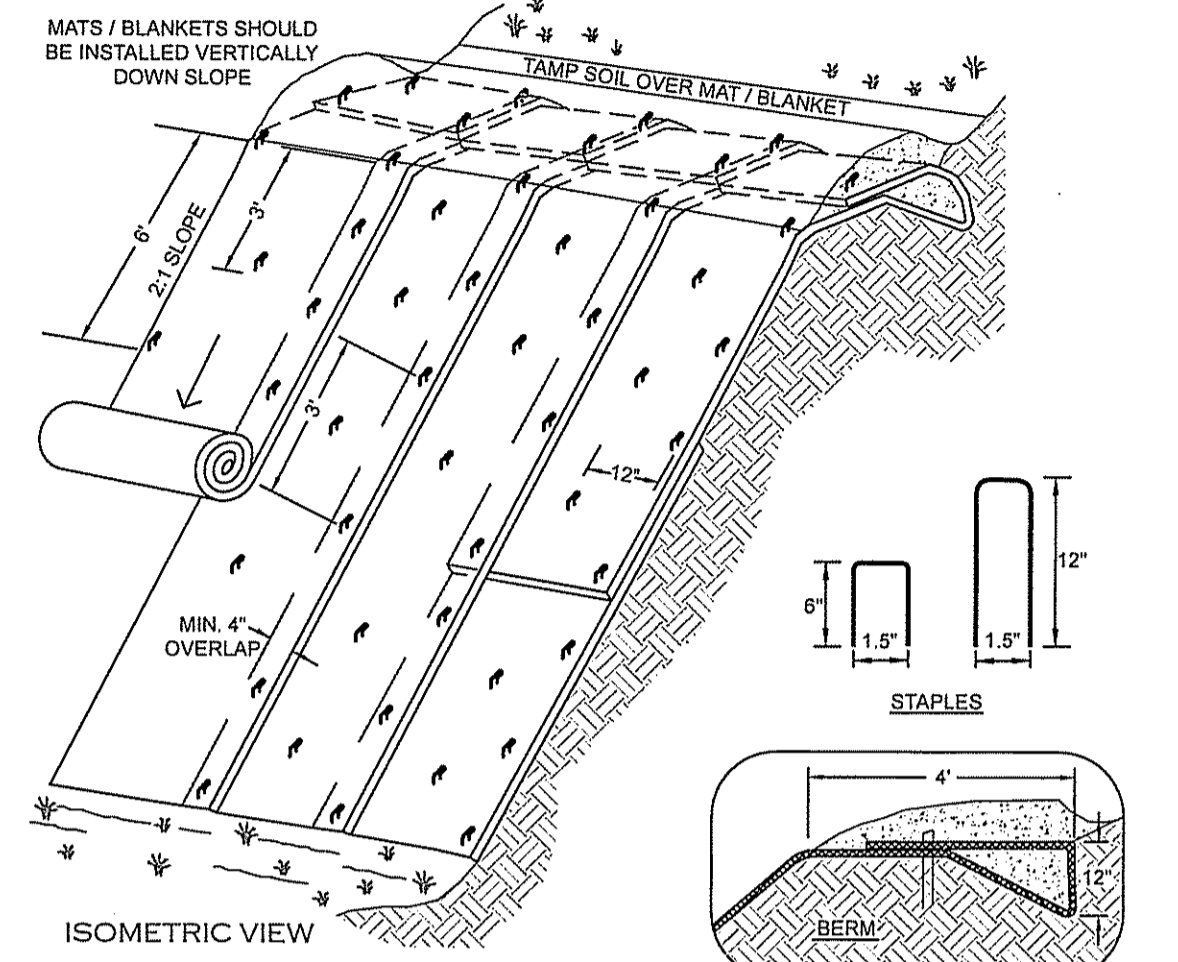 MATS / BLANKETS SHOULD
BE INSTALLED VERTICALLY
DOWN SLOPE
TAMP SOIL OVER MAT / BLANKET
6'
2:1 SLOPE
3'
3'
12"
MIN. 4"
OVERLAP
6"
1.5"
12"
1.5"
STAPLES
ISOMETRIC VIEW
4'
12"
BERM